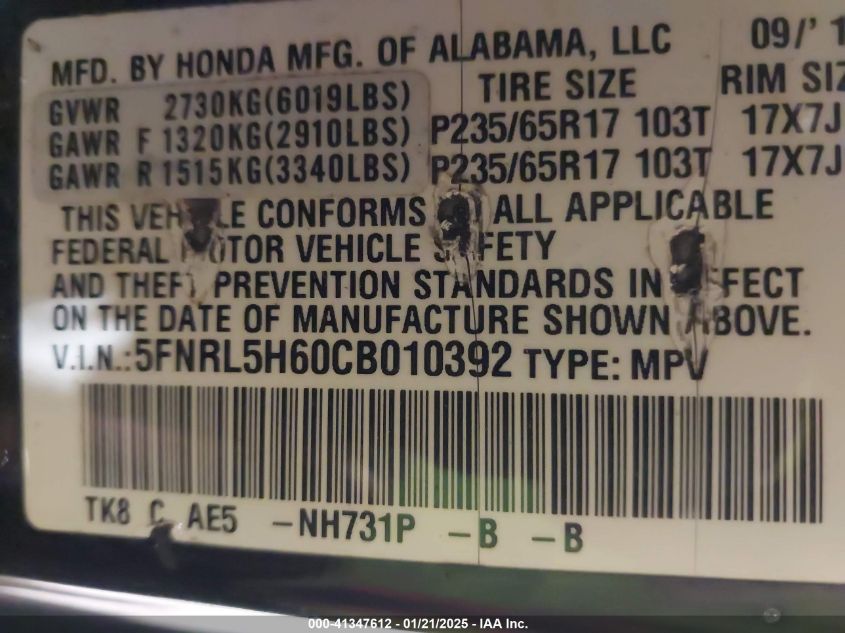 MFD. BY HONDA MFG. OF ALABAMA, LLC 09/' 1
TIRE SIZE RIM SIZ
GVWR 2730KG(6019LBS)
GAWR F 1320KG(2910LBS) P235/65R17 103T 17X7J
GAWR R 1515KG(3340LBS) P235/65R17 103T 17X7J
THIS VEHICLE CONFORMS ALL APPLICABLE
FEDERAL MOTOR VEHICLE SAFETY
AND THEFT PREVENTION STANDARDS IN EFFECT
ON THE DATE OF MANUFACTURE SHOWN ABOVE.
V.I.N.:5FNRL5H60CB010392 TYPE: MPV
TK8 C AE5 -NH731P -B -B
000-41347612 - 01/21/2025 - IAA Inc.